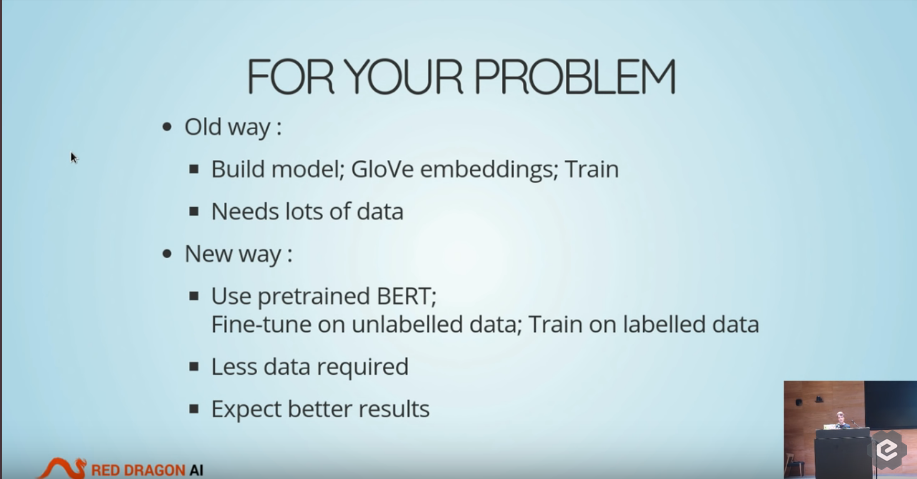 FOR YOUR PROBLEM
Old way :
Build model; GloVe embeddings; Train
Needs lots of data
New way :
Use pretrained BERT;
Fine-tune on unlabelled data; Train on labelled data
Less data required
Expect better results
RED DRAGON AI